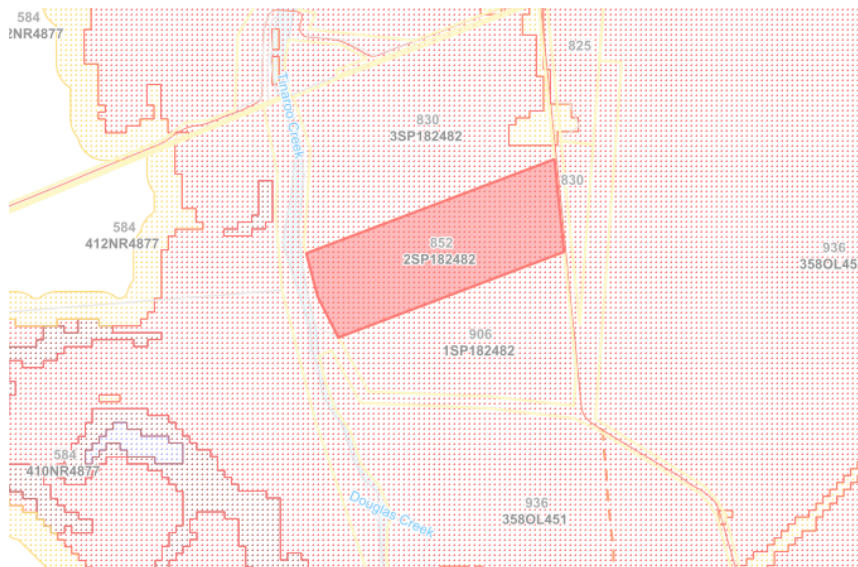 584
2NR4877
825
Tinaroo Creek
830
3SP182482
830
584
412NR4877
852
2SP182482
936
358OL45
906
1SP182482
584
410NR4877
936
358OL451
Douglas Creek